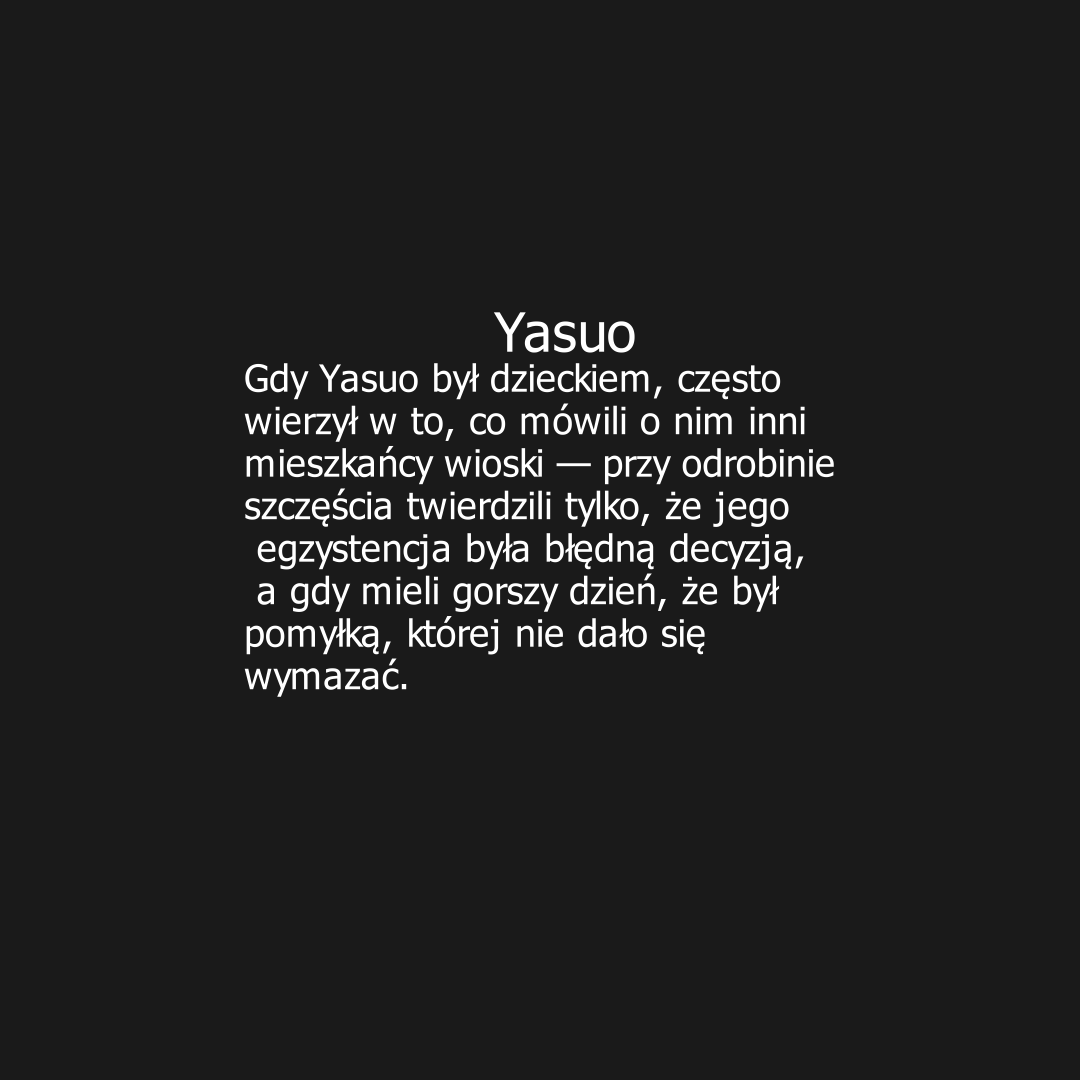 Yasuo
Gdy Yasuo był dzieckiem, często
wierzył w to, co mówili o nim inni
mieszkańcy wioski — przy odrobinie
szczęścia twierdzili tylko, że jego
egzystencja była błędną decyzją,
a gdy mieli gorszy dzień, że był
pomyłką, której nie dało się
wymazać.